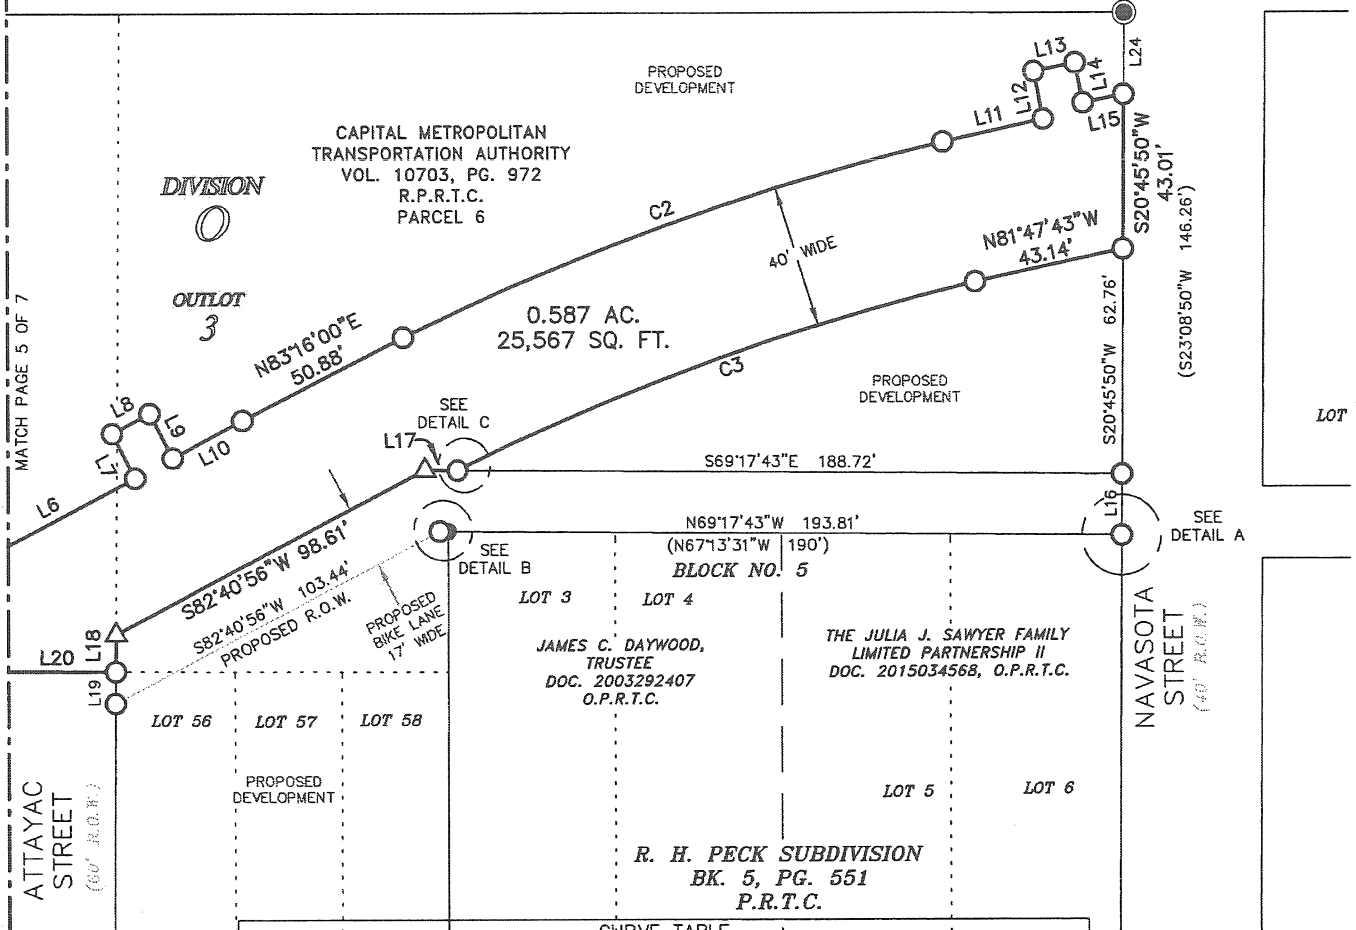 PROPOSED
DEVELOPMENT
L13
L24
L12
L14
L11
L15
CAPITAL METROPOLITAN
TRANSPORTATION AUTHORITY
VOL. 10703, PG. 972
R.P.R.T.C.
PARCEL 6
S20°45'50"W
43.01'
(S23°08'50"W 146.26')
DIVISION
O
C2
N81°47'43"W
43.14'
40' WIDE
OUTLOT
3
0.587 AC.
25,567 SQ. FT.
S20°45'50"W 62.76'
MATCH PAGE 5 OF 7
N83°16'00"E
50.88'
C3
PROPOSED
DEVELOPMENT
L8
L9
SEE
DETAIL C
LOT
L17
L10
L7
S69°17'43"E 188.72'
L6
L16
N69°17'43"W 193.81'
(N67°13'31"W 190')
SEE
DETAIL A
SEE
DETAIL B
S82°40'56"W 98.61'
S82°40'56"W 103.44'
PROPOSED R.O.W.
PROPOSED
BIKE LANE
17' WIDE
BLOCK NO. 5
LOT 3
LOT 4
JAMES C. DAYWOOD,
TRUSTEE
DOC. 2003292407
O.P.R.T.C.
THE JULIA J. SAWYER FAMILY
LIMITED PARTNERSHIP II
DOC. 2015034568, O.P.R.T.C.
NAVASOTA
STREET
(40' R.O.W.)
L18
L20
L19
LOT 56
LOT 57
LOT 58
PROPOSED
DEVELOPMENT
LOT 5
LOT 6
ATTAYAC
STREET
(60' R.O.W.)
R. H. PECK SUBDIVISION
BK. 5, PG. 551
P.R.T.C.
CURVE TABLE